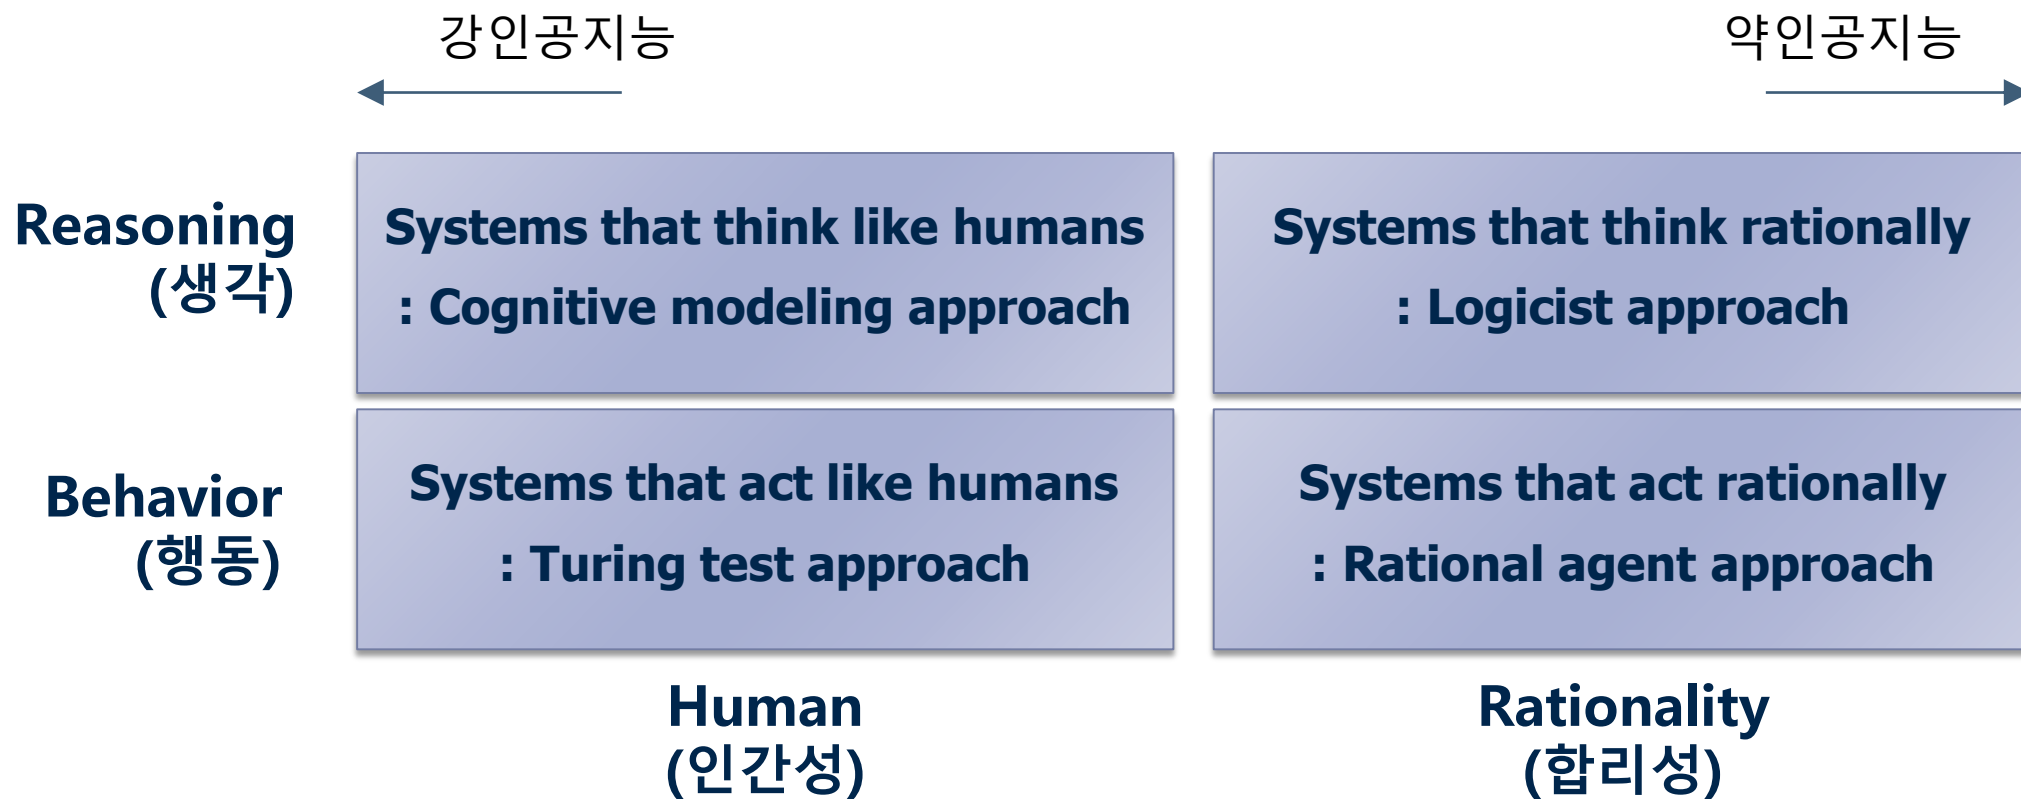 강인공지능
약인공지능
Reasoning
(생각)
Systems that think like humans
: Cognitive modeling approach
Systems that think rationally
: Logicist approach
Behavior
(행동)
Systems that act like humans
: Turing test approach
Systems that act rationally
: Rational agent approach
Human
(인간성)
Rationality
(합리성)